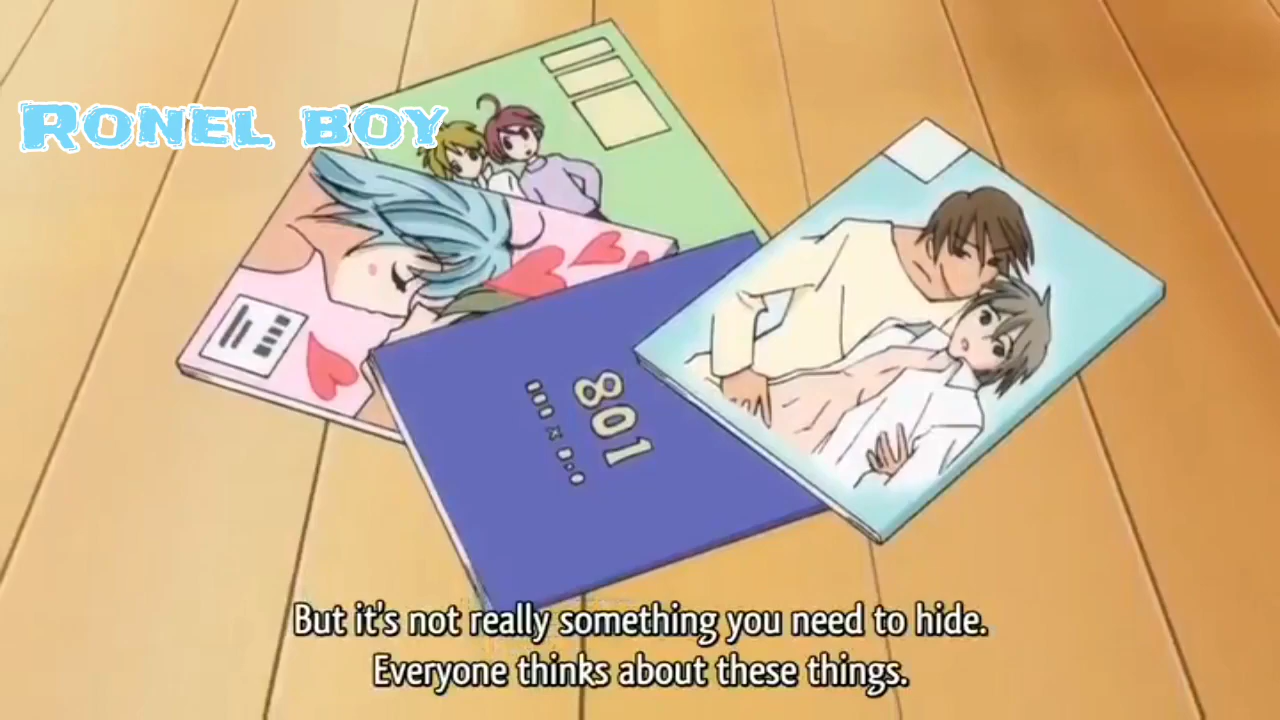 RONEL BOY
801
But it's not really something you need to hide.
Everyone thinks about these things.